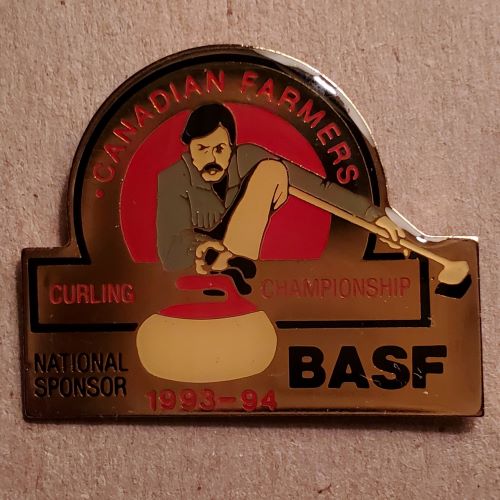 • CANADIAN FARMERS
CURLING CHAMPIONSHIP
NATIONAL
SPONSOR
BASF
1993-94